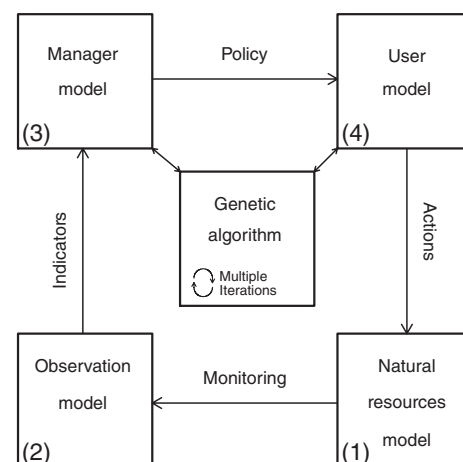 Manager
model
(3)
Policy
User
model
(4)
Genetic
algorithm
Multiple
Iterations
Indicators
Actions
Observation
model
(2)
Monitoring
Natural
resources
model
(1)